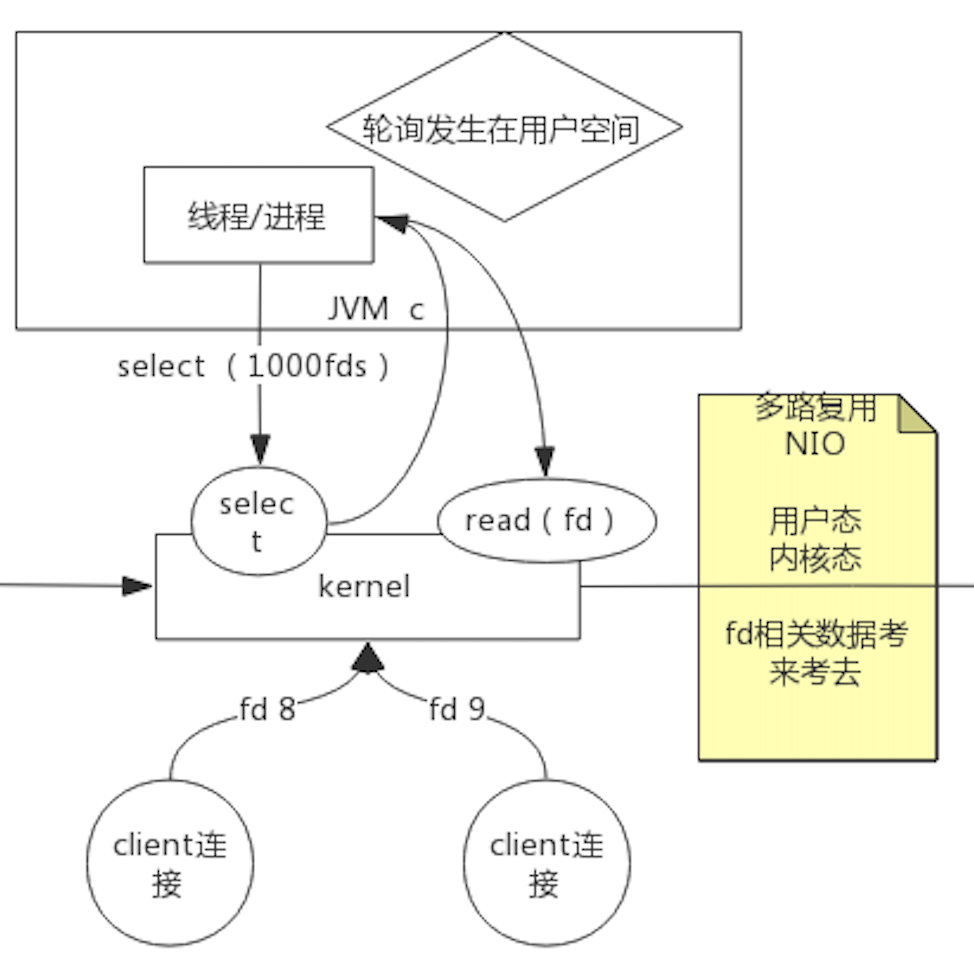 轮询发生在用户空间
线程/进程
JVM c
select （1000fds）
多路复用
NIO
用户态
内核态
fd相关数据考
来考去
selec
t
read（fd）
kernel
fd 8
fd 9
client连
接
client连
接